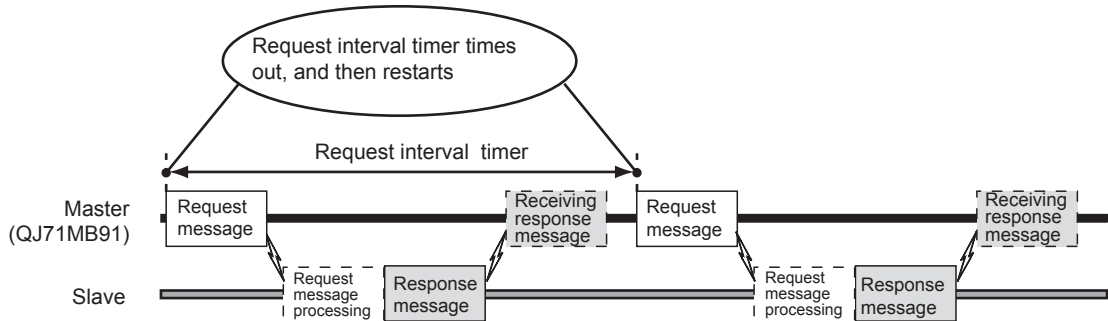 Request interval timer times
out, and then restarts
Request interval timer
Master
(QJ71MB91)
Request
message
Receiving
response
message
Request
message
Receiving
response
message
Slave
Request
message
processing
Response
message
Request
message
processing
Response
message